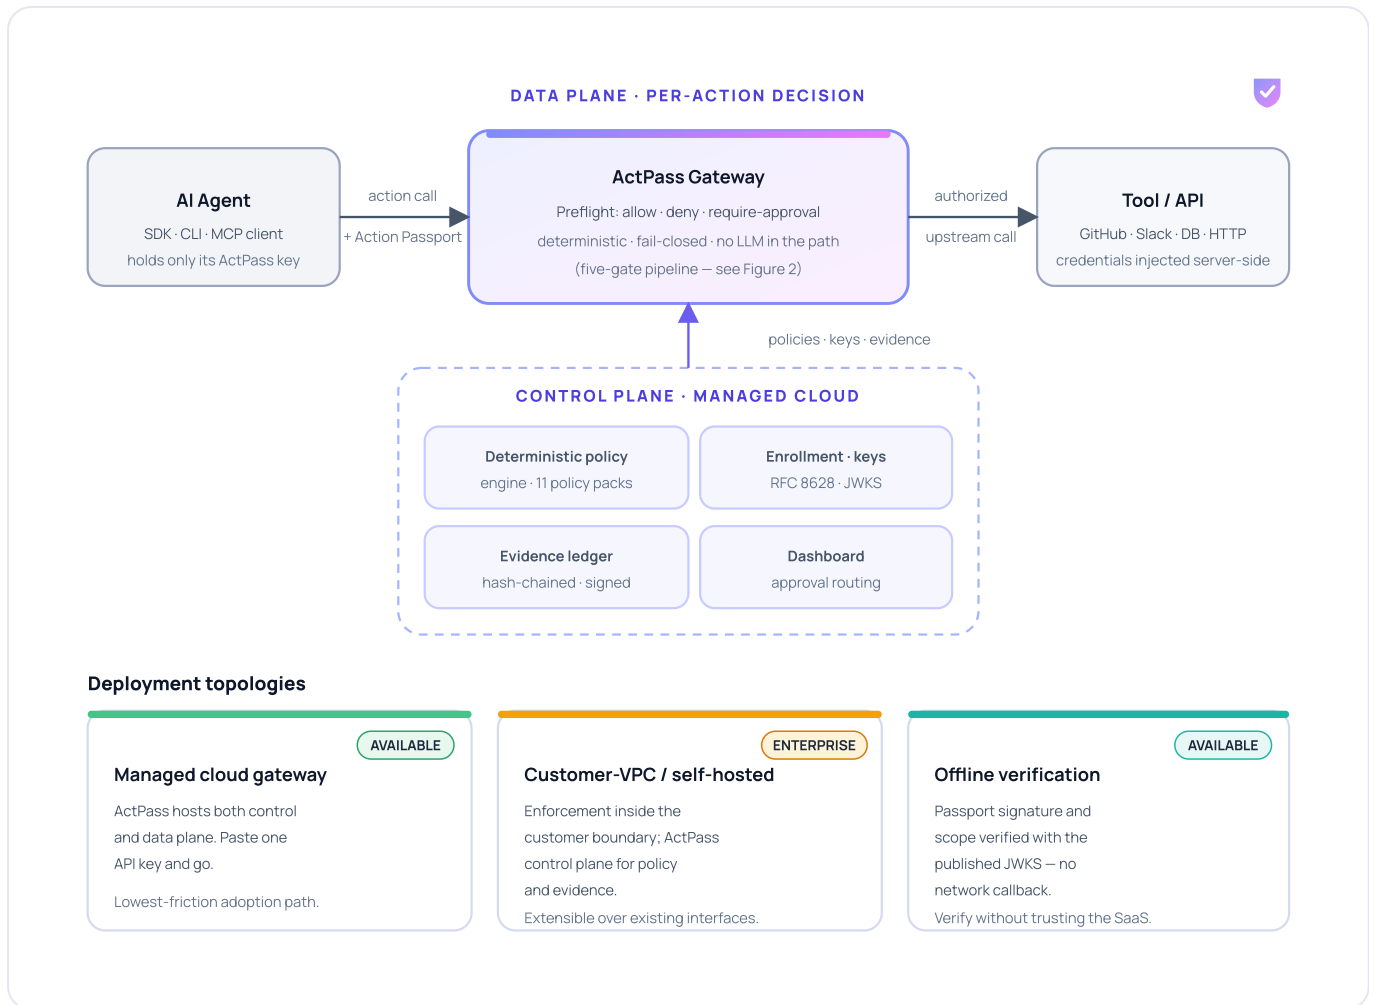 DATA PLANE · PER-ACTION DECISION
AI Agent
SDK · CLI · MCP client
holds only its ActPass key
action call
+ Action Passport
ActPass Gateway
Preflight: allow · deny · require-approval
deterministic · fail-closed · no LLM in the path
(five-gate pipeline — see Figure 2)
authorized
upstream call
Tool / API
GitHub · Slack · DB · HTTP
credentials injected server-side
policies · keys · evidence
CONTROL PLANE · MANAGED CLOUD
Deterministic policy
engine · 11 policy packs
Enrollment · keys
RFC 8628 · JWKS
Evidence ledger
hash-chained · signed
Dashboard
approval routing
Deployment topologies
AVAILABLE
Managed cloud gateway
ActPass hosts both control
and data plane. Paste one
API key and go.
Lowest-friction adoption path.
ENTERPRISE
Customer-VPC / self-hosted
Enforcement inside the
customer boundary; ActPass
control plane for policy
and evidence.
Extensible over existing interfaces.
AVAILABLE
Offline verification
Passport signature and
scope verified with the
published JWKS — no
network callback.
Verify without trusting the SaaS.